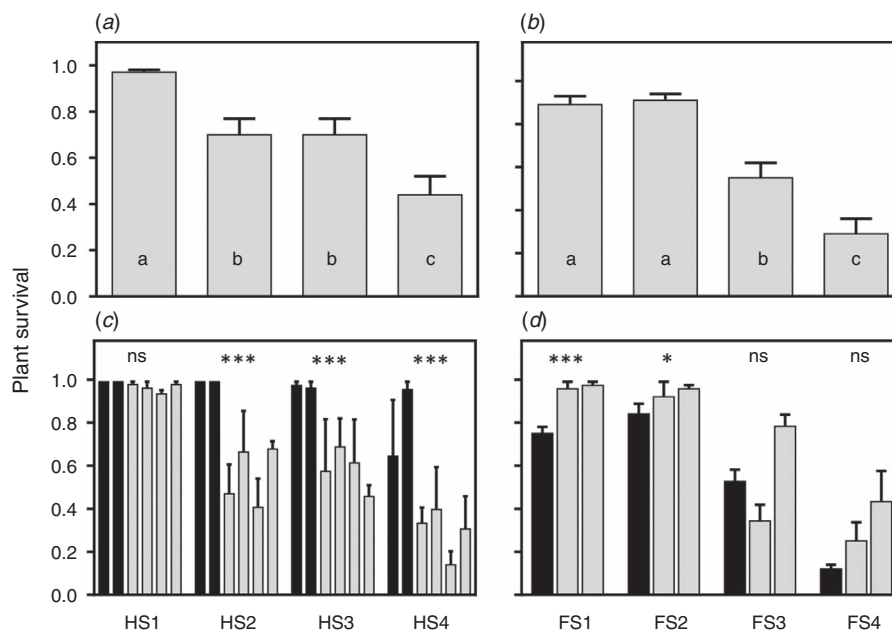 (a)
(b)
Plant survival
1.0
0.8
0.6
0.4
0.2
0.0
a
b
b
c
a
a
b
c
(c)
(d)
1.0
0.8
0.6
0.4
0.2
0.0
ns
***
***
***
***
*
ns
ns
HS1 HS2 HS3 HS4
FS1 FS2 FS3 FS4